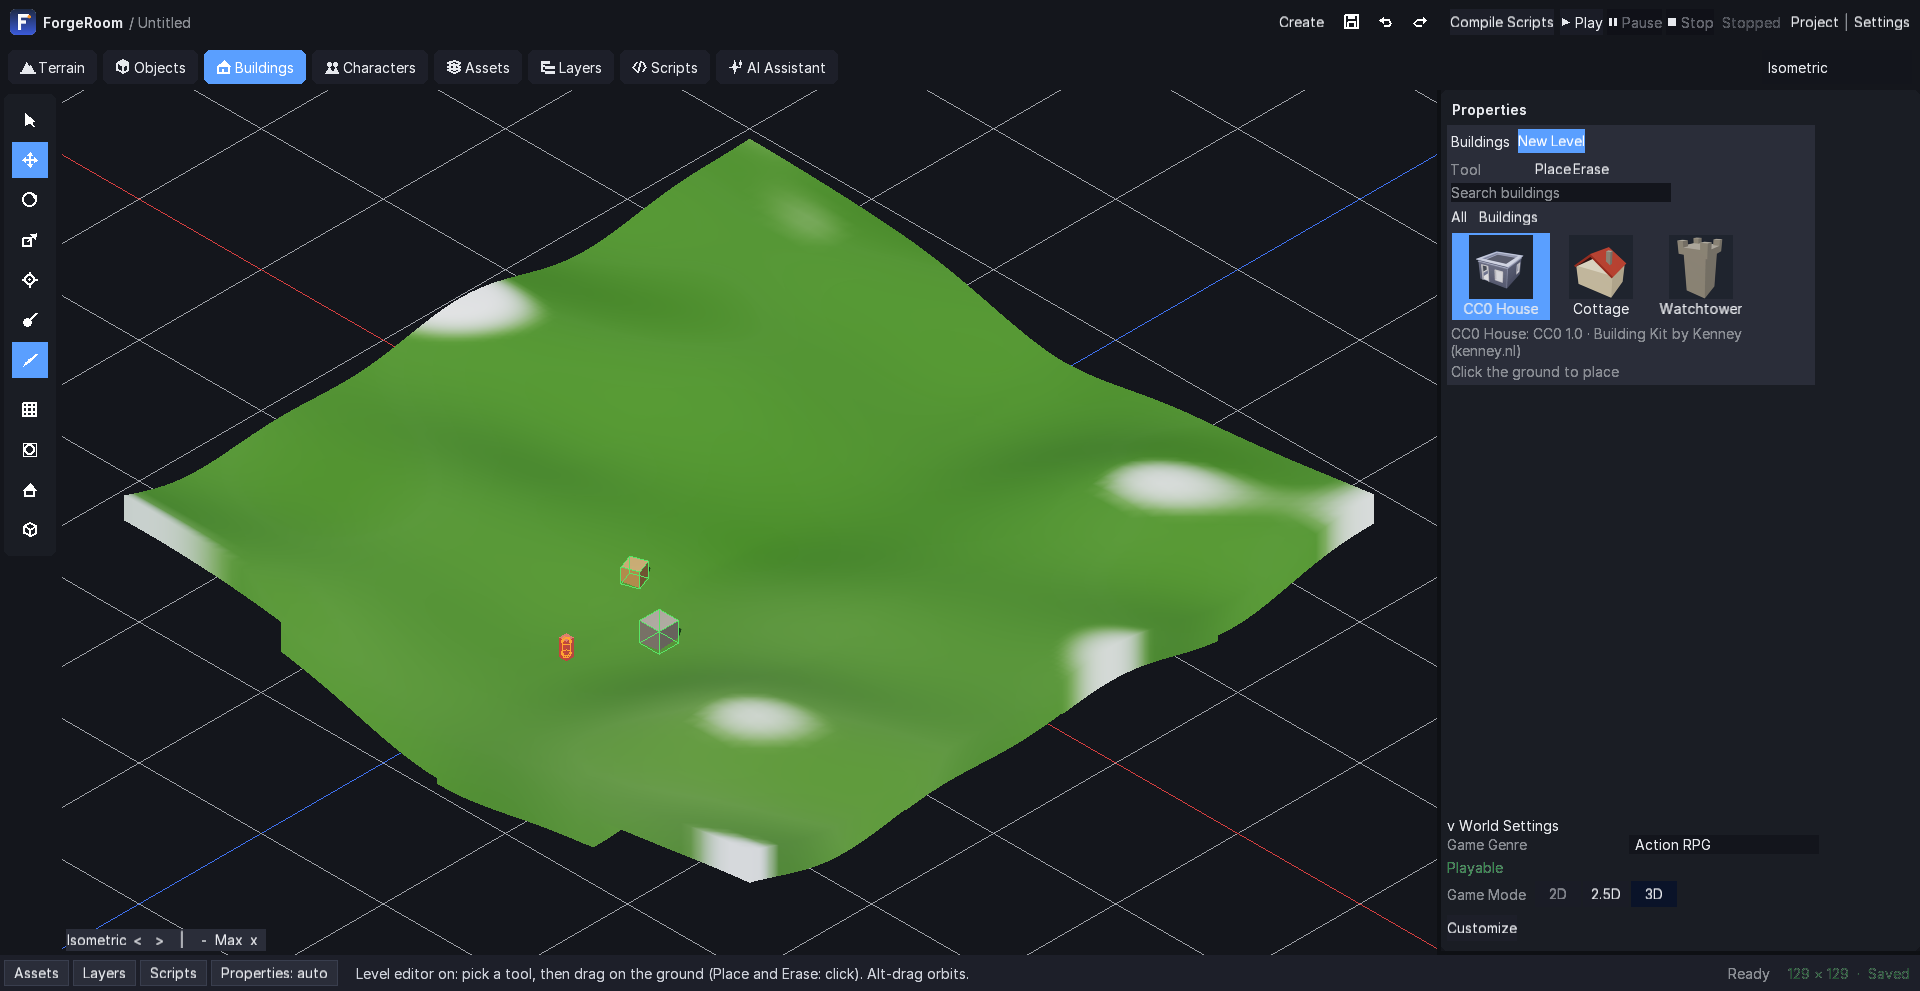 ForgeRoom / Untitled
Create
Compile Scripts Play Pause Stop Stopped Project | Settings
Terrain Objects Buildings Characters Assets Layers Scripts AI Assistant
Isometric
Properties
Buildings New Level
Tool Place Erase
Search buildings
All Buildings
CC0 House Cottage Watchtower
CC0 House: CC0 1.0 · Building Kit by Kenney
(kenney.nl)
Click the ground to place
v World Settings
Game Genre Action RPG
Playable
Game Mode 2D 2.5D 3D
Customize
Isometric < > | - Max x
Assets Layers Scripts Properties: auto Level editor on: pick a tool, then drag on the ground (Place and Erase: click). Alt-drag orbits.
Ready 129 × 129 · Saved